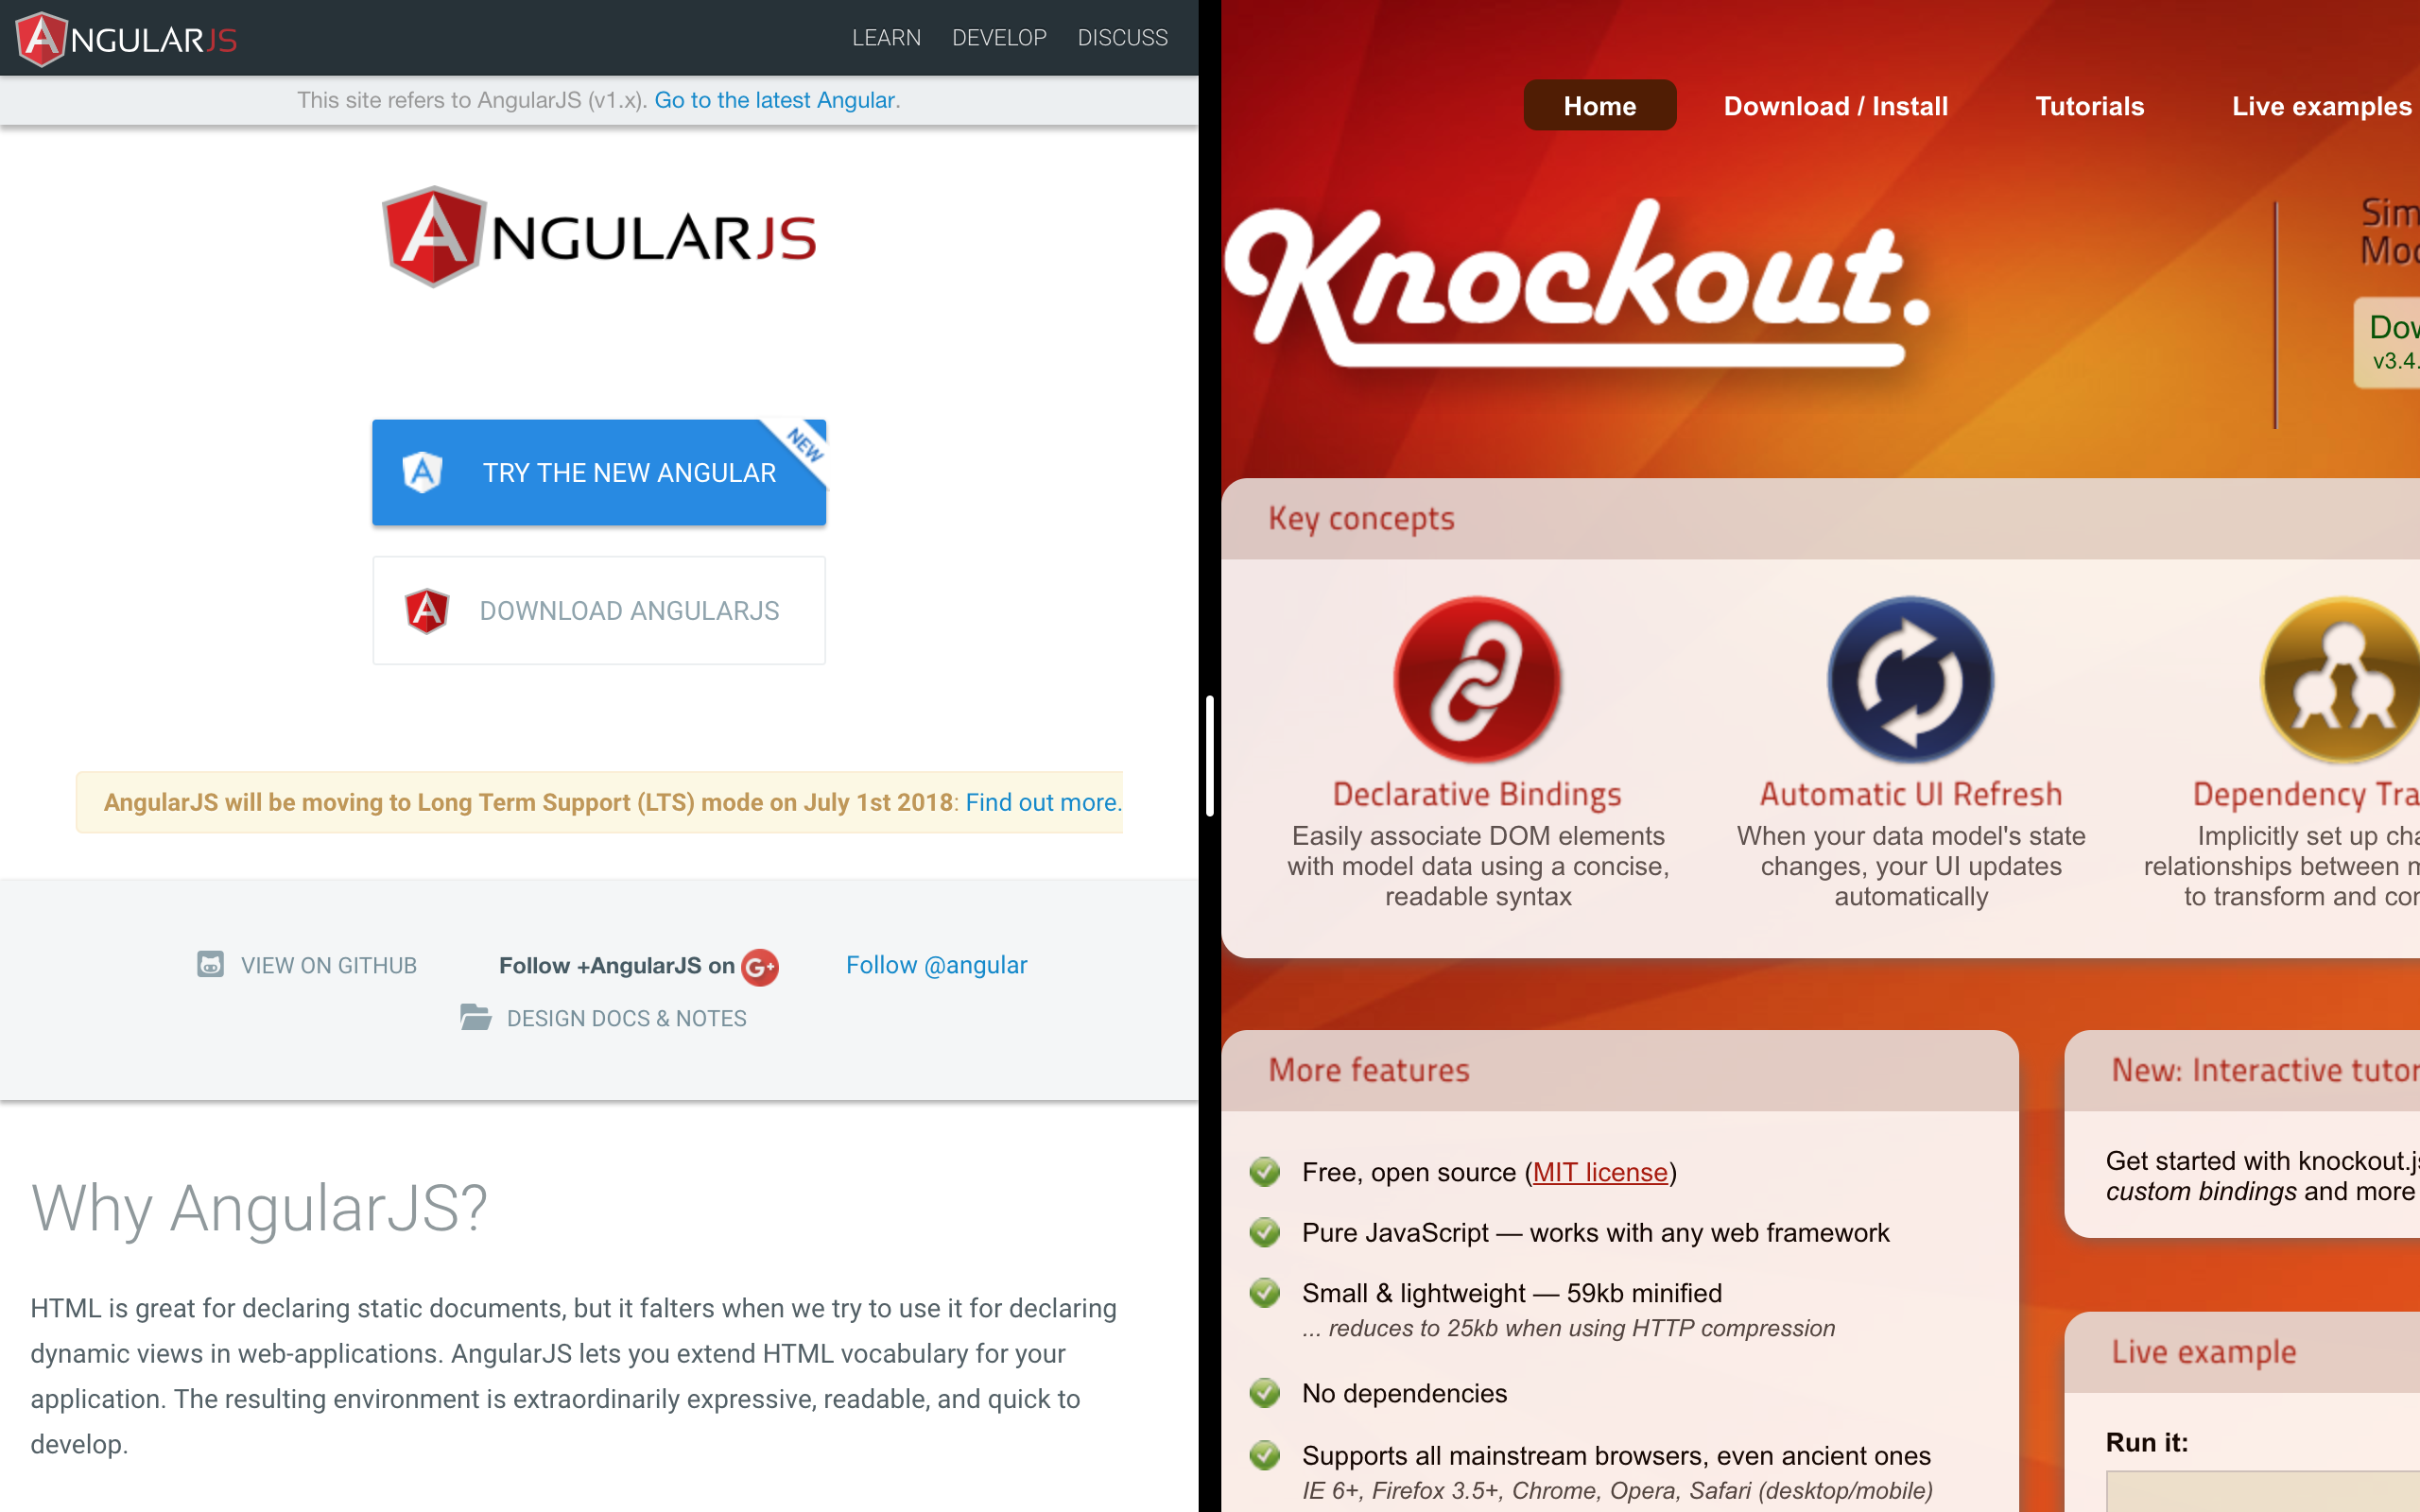 ANGULARJS
LEARN DEVELOP DISCUSS
This site refers to AngularJS (v1.x). Go to the latest Angular.
ANGULARJS
NEW
TRY THE NEW ANGULAR
DOWNLOAD ANGULARJS
AngularJS will be moving to Long Term Support (LTS) mode on July 1st 2018: Find out more.
VIEW ON GITHUB
Follow +AngularJS on G+
Follow @angular
DESIGN DOCS & NOTES
Why AngularJS?
HTML is great for declaring static documents, but it falters when we try to use it for declaring
dynamic views in web-applications. AngularJS lets you extend HTML vocabulary for your
application. The resulting environment is extraordinarily expressive, readable, and quick to
develop.
Home
Download / Install
Tutorials
Live examples
Knockout.
v3.4.
Key concepts
Declarative Bindings
Easily associate DOM elements
with model data using a concise,
readable syntax
Automatic UI Refresh
When your data model's state
changes, your UI updates
automatically
Dependency
Implicitly set up
relationships between
to transform and
More features
Free, open source (MIT license)
Pure JavaScript — works with any web framework
Small & lightweight — 59kb minified
... reduces to 25kb when using HTTP compression
No dependencies
Supports all mainstream browsers, even ancient ones
IE 6+, Firefox 3.5+, Chrome, Opera, Safari (desktop/mobile)
New: Interactive
Get started with
custom bindings and more
Live example
Run it: